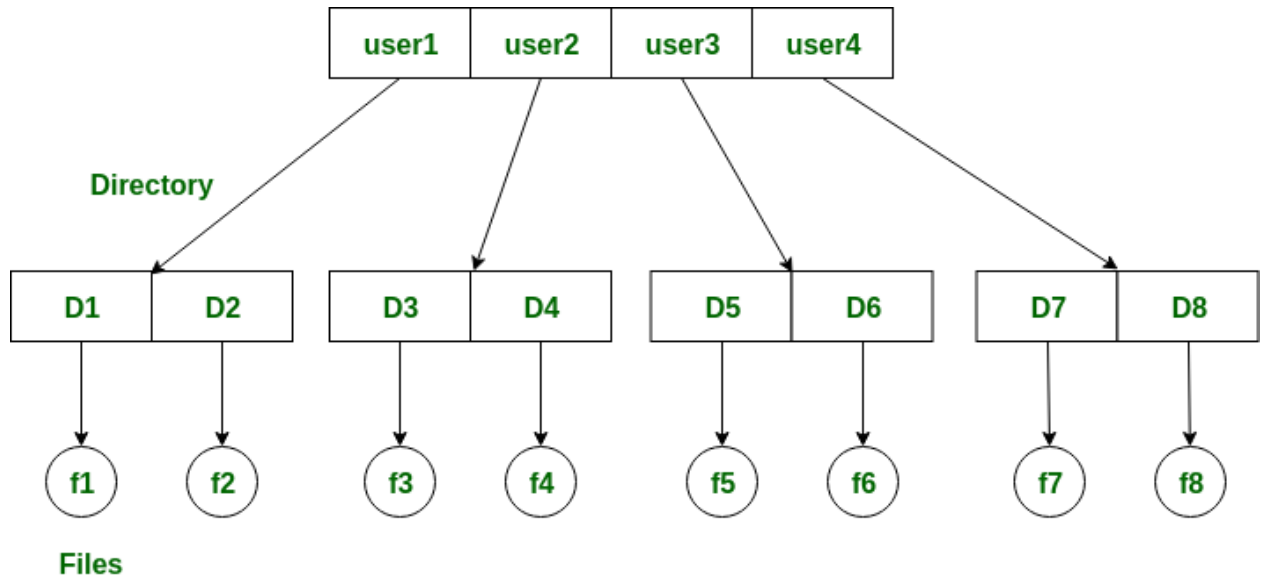 user1 user2 user3 user4
Directory
D1 D2 D3 D4 D5 D6 D7 D8
f1 f2 f3 f4 f5 f6 f7 f8
Files